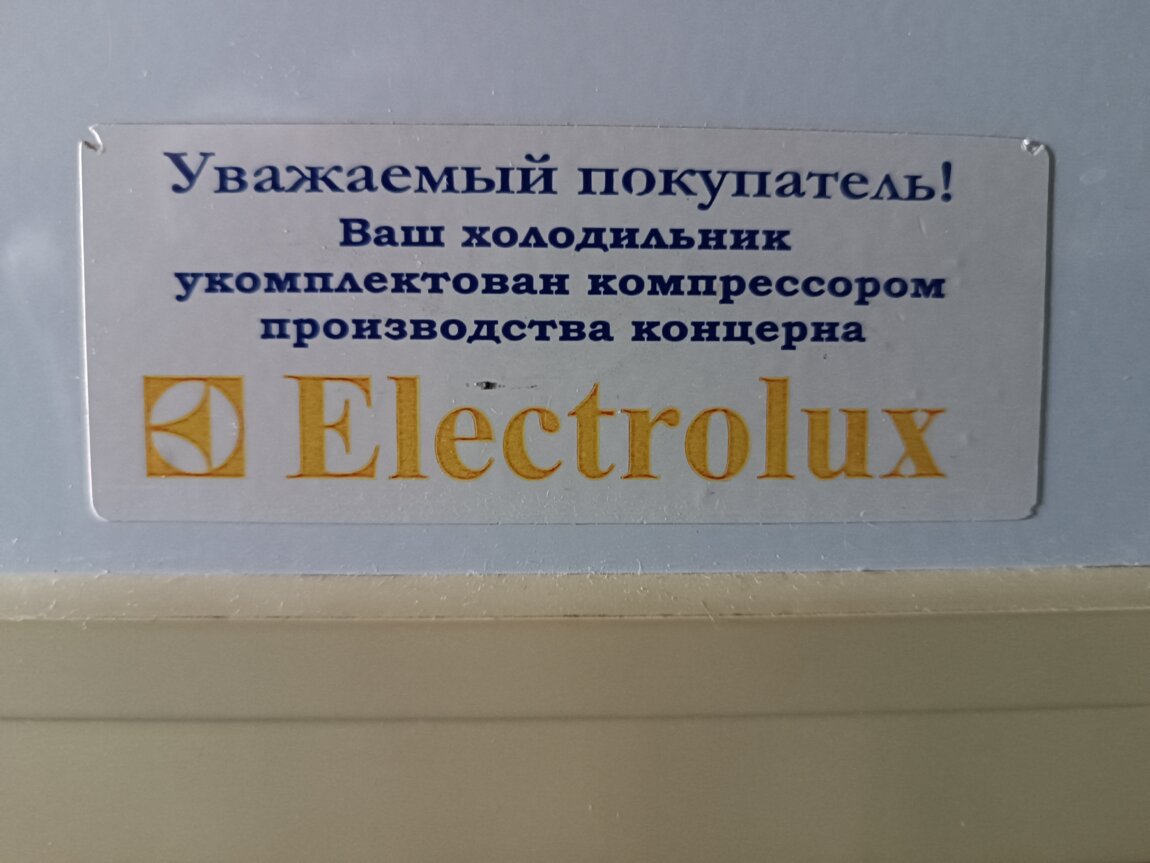 Уважаемый покупатель!
Ваш холодильник
укомплектован компрессором
производства концерна
Electrolux